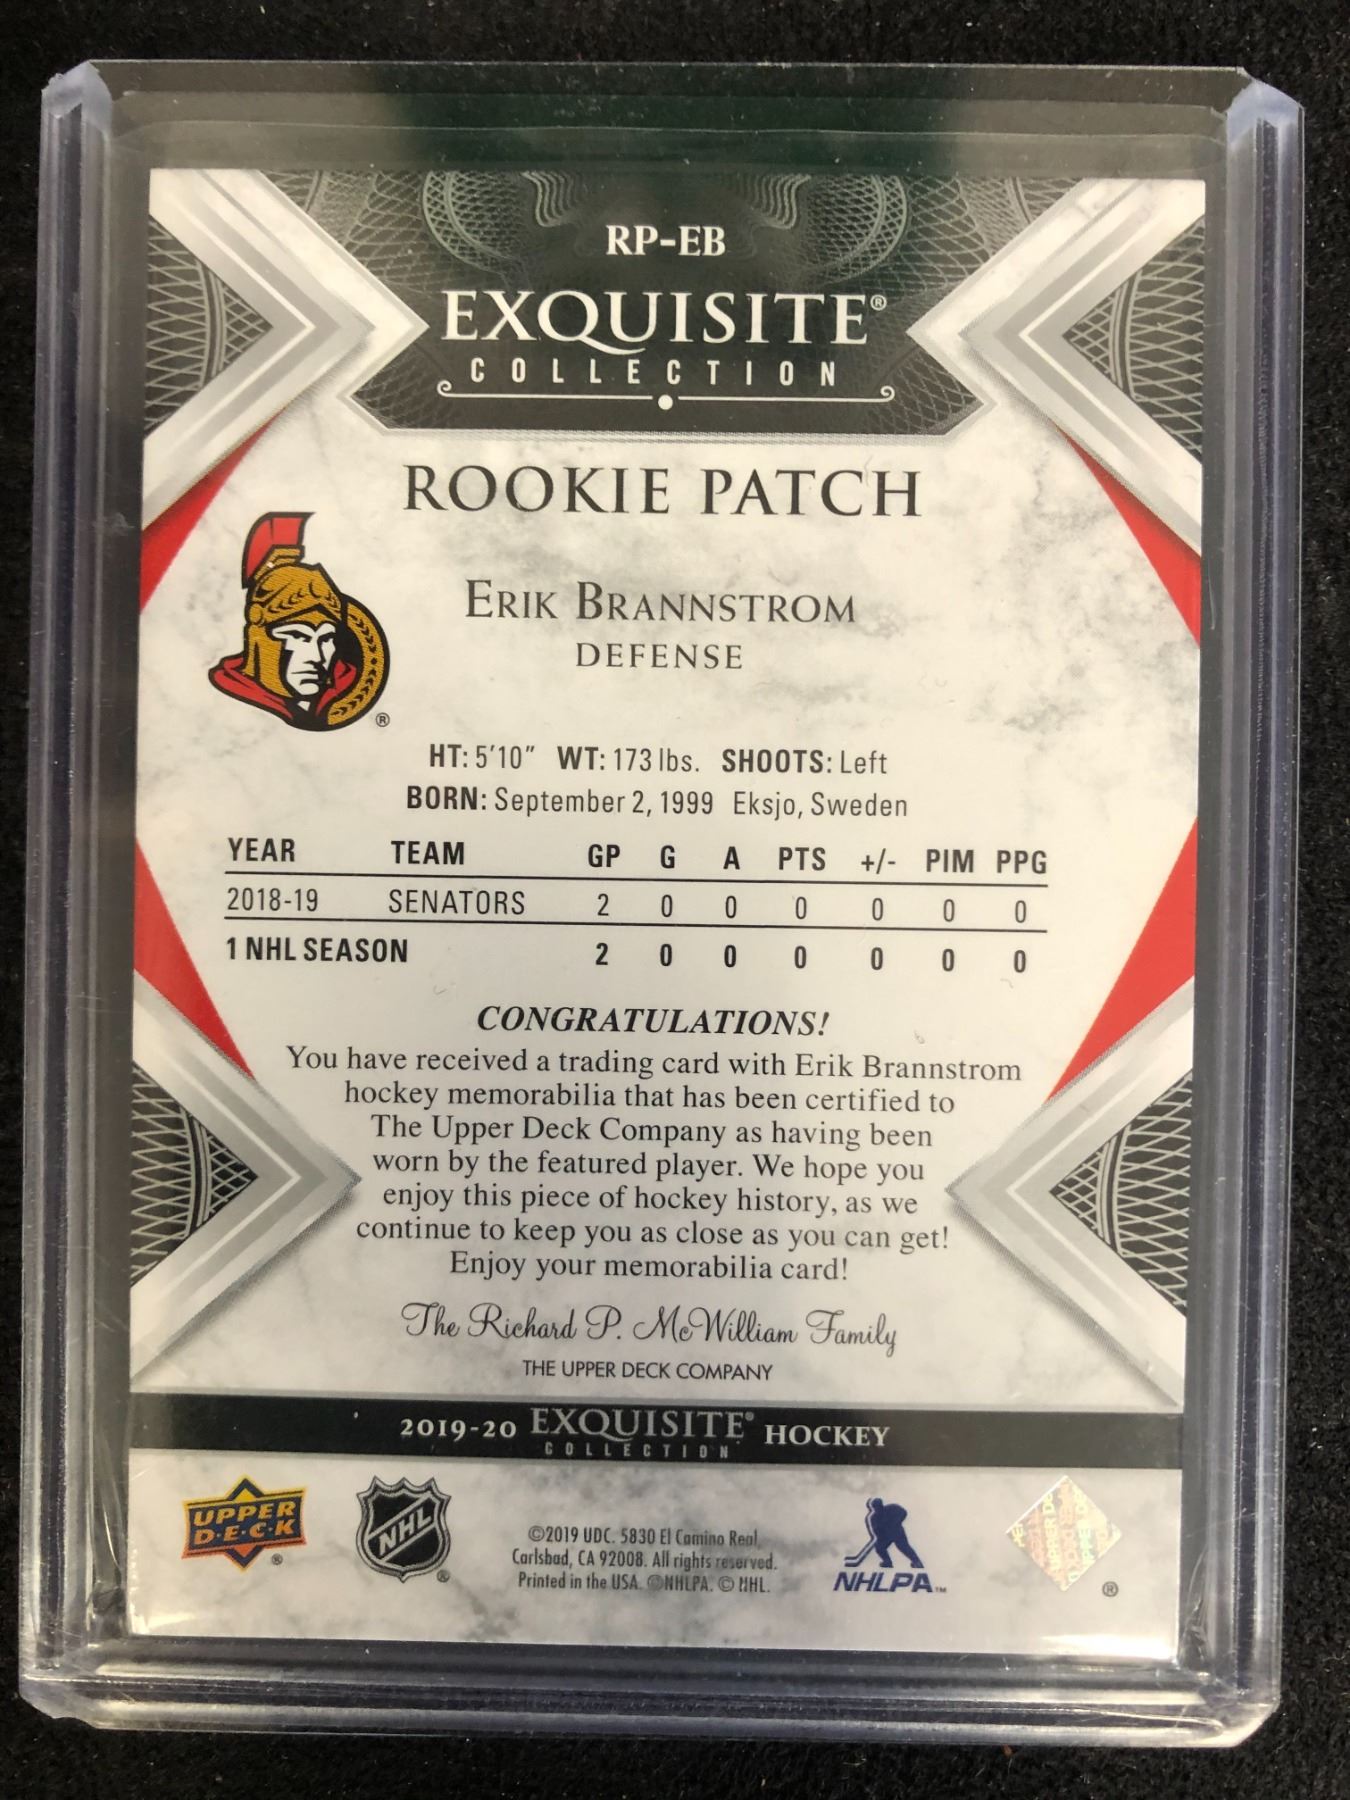 RP-EB
EXQUISITE®
COLLECTION
ROOKIE PATCH
ERIK BRANNSTROM
DEFENSE
®
HT: 5'10" WT: 173 lbs. SHOOTS: Left
BORN: September 2, 1999 Eksjo, Sweden
YEAR TEAM GP G A PTS +/- PIM PPG
2018-19 SENATORS 2 0 0 0 0 0 0
1 NHL SEASON 2 0 0 0 0 0 0
CONGRATULATIONS!
You have received a trading card with Erik Brannstrom
hockey memorabilia that has been certified to
The Upper Deck Company as having been
worn by the featured player. We hope you
enjoy this piece of hockey history, as we
continue to keep you as close as you can get!
Enjoy your memorabilia card!
The Richard P. McWilliam Family
THE UPPER DECK COMPANY
2019-20 EXQUISITE® COLLECTION HOCKEY
UPPER
D·E·C·K ®
NHL ®
©2019 UDC. 5830 El Camino Real,
Carlsbad, CA 92008. All rights reserved.
Printed in the USA. ©NHLPA. © NHL.
NHLPA™
®